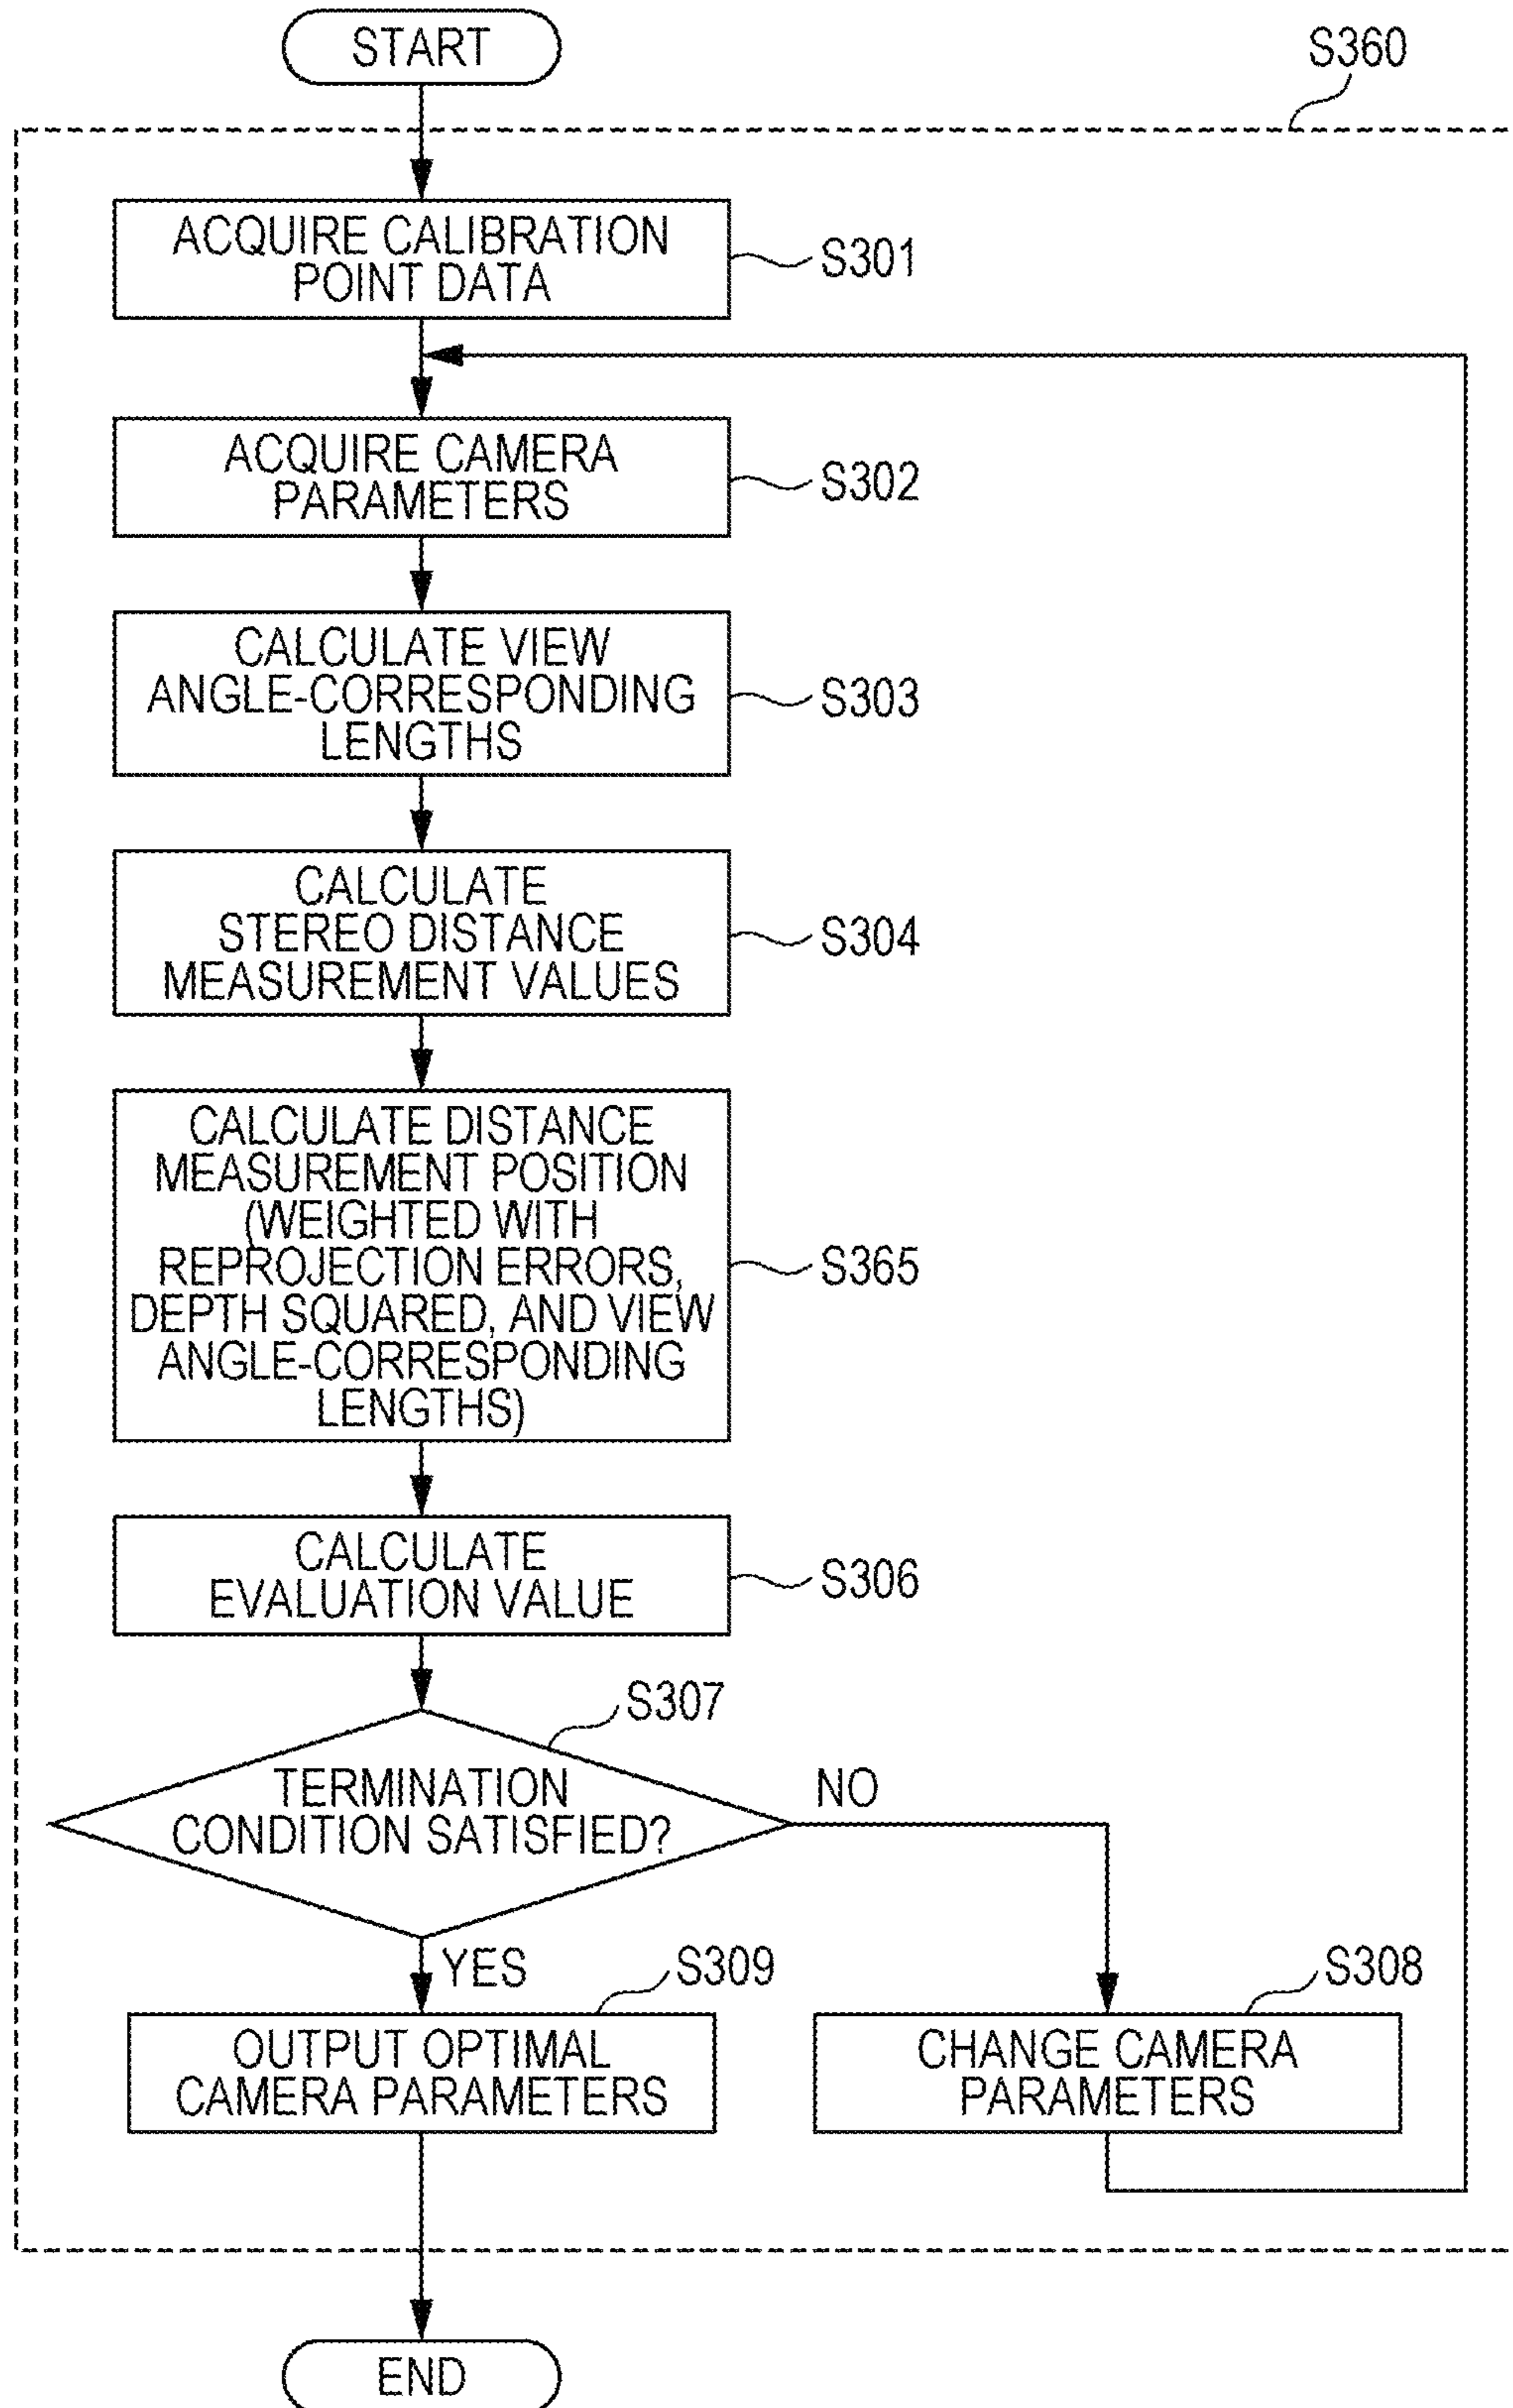 START
S360
ACQUIRE CALIBRATION
POINT DATA
S301
ACQUIRE CAMERA
PARAMETERS
S302
CALCULATE VIEW
ANGLE-CORRESPONDING
LENGTHS
S303
CALCULATE
STEREO DISTANCE
MEASUREMENT VALUES
S304
CALCULATE DISTANCE
MEASUREMENT POSITION
(WEIGHTED WITH
REPROJECTION ERRORS,
DEPTH SQUARED, AND VIEW
ANGLE-CORRESPONDING
LENGTHS)
S365
CALCULATE
EVALUATION VALUE
S306
S307
TERMINATION
CONDITION SATISFIED?
NO
YES
S309
S308
OUTPUT OPTIMAL
CAMERA PARAMETERS
CHANGE CAMERA
PARAMETERS
END